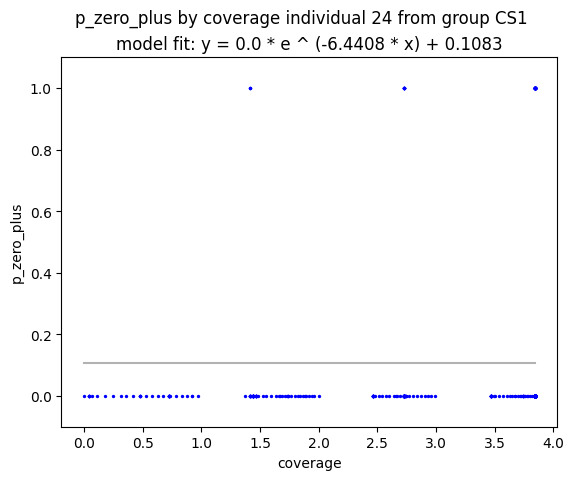 p_zero_plus by coverage individual 24 from group CS1
model fit: y = 0.0 * e ^ (-6.4408 * x) + 0.1083
1.0
0.8
0.6
0.4
0.2
0.0
p_zero_plus
0.0 0.5 1.0 1.5 2.0 2.5 3.0 3.5 4.0
coverage